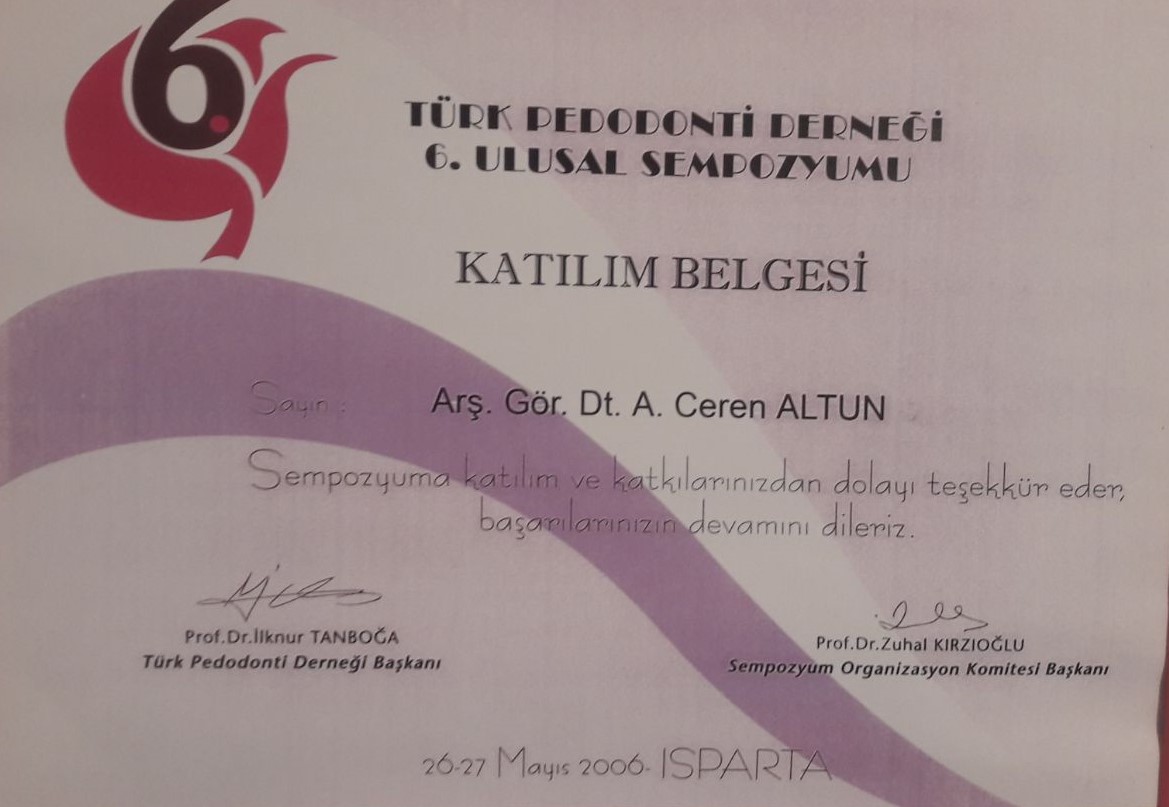 6.
TÜRK PEDODONTİ DERNEĞİ
6. ULUSAL SEMPOZYUMU
KATILIM BELGESİ
Sayın : Arş. Gör. Dt. A. Ceren ALTUN
Sempozyuma katılım ve katkılarınızdan dolayı teşekkür eder,
başarılarınızın devamını dileriz.
Prof.Dr.İlknur TANBOĞA
Türk Pedodonti Derneği Başkanı
Prof.Dr.Zuhal KIRZIOĞLU
Sempozyum Organizasyon Komitesi Başkanı
26-27 Mayıs 2006- ISPARTA